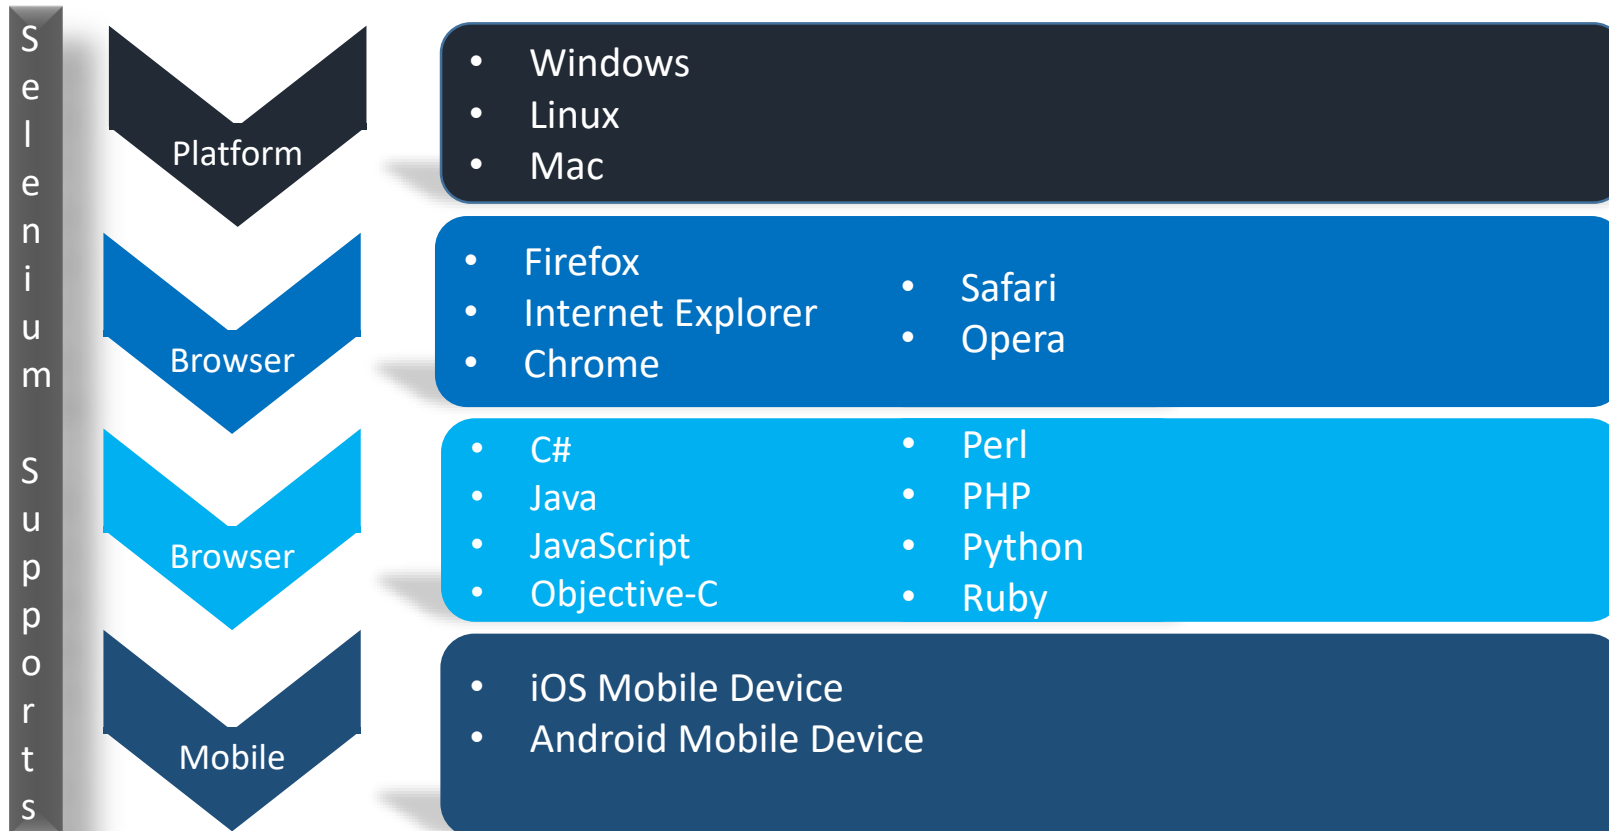 Selenium Supports
Platform
• Windows
• Linux
• Mac
Browser
• Firefox
• Internet Explorer
• Chrome
• Safari
• Opera
Browser
• C#
• Java
• JavaScript
• Objective-C
• Perl
• PHP
• Python
• Ruby
Mobile
• iOS Mobile Device
• Android Mobile Device